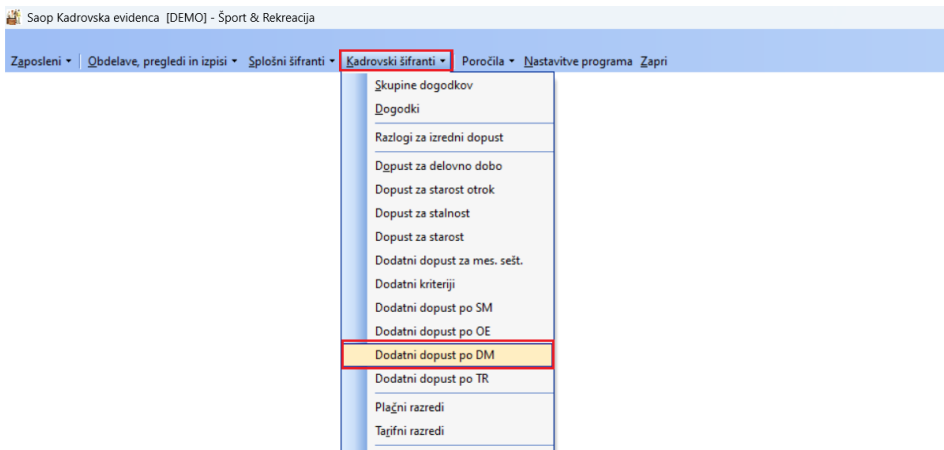 Saop Kadrovska evidenca [DEMO] - Šport & Rekreacija
Zaposleni Obdelave, pregledi in izpisi Splošni šifranti Kadrovski šifranti Poročila Nastavitve programa Zapri
Skupine dogodkov
Dogodki
Razlogi za izredni dopust
Dopust za delovno dobo
Dopust za starost otrok
Dopust za stalnost
Dopust za starost
Dodatni dopust za mes. sešt.
Dodatni kriteriji
Dodatni dopust po SM
Dodatni dopust po OE
Dodatni dopust po DM
Dodatni dopust po TR
Plačni razredi
Tarifni razredi